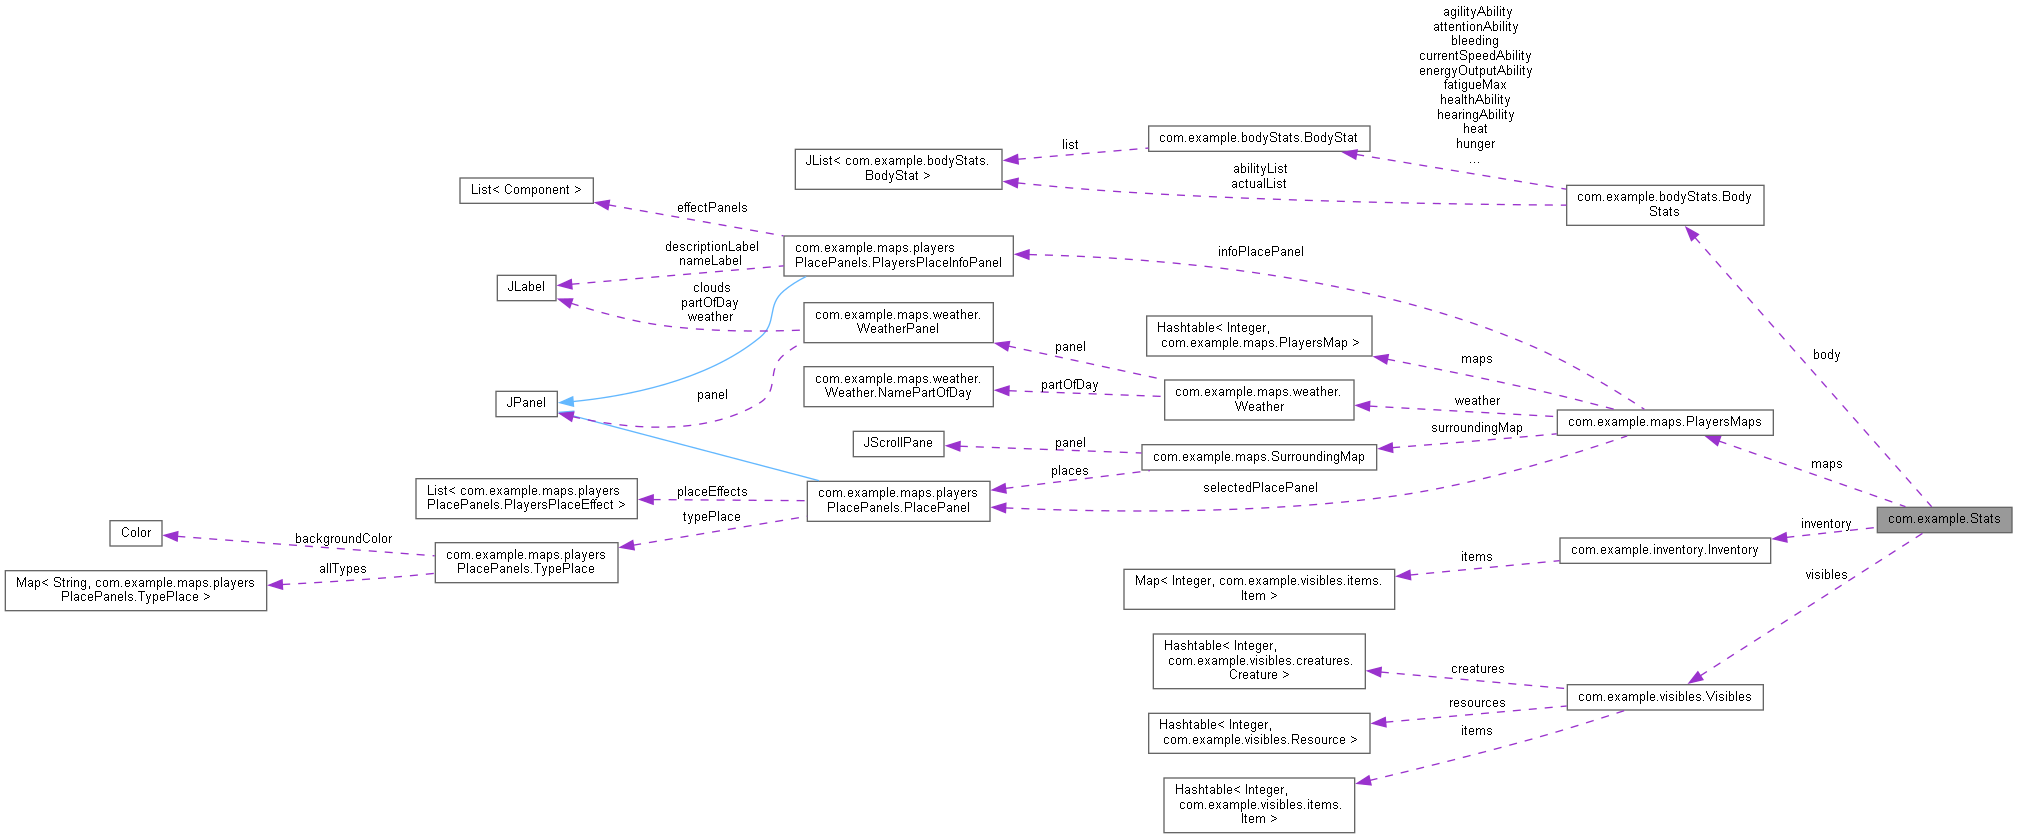 agilityAbility
attentionAbility
bleeding
currentSpeedAbility
energyOutputAbility
fatigueMax
healthAbility
hearingAbility
heat
hunger
...
com.example.bodyStats.BodyStat
list
JList< com.example.bodyStats.
BodyStat >
abilityList
actualList
com.example.bodyStats.Body
Stats
List< Component >
effectPanels
com.example.maps.players
PlacePanels.PlayersPlaceInfoPanel
infoPlacePanel
descriptionLabel
nameLabel
JLabel
clouds
partOfDay
weather
com.example.maps.weather.
WeatherPanel
Hashtable< Integer,
com.example.maps.PlayersMap >
panel
maps
body
com.example.maps.weather.
Weather.NamePartOfDay
partOfDay
com.example.maps.weather.
Weather
weather
JPanel
panel
com.example.maps.PlayersMaps
surroundingMap
JScrollPane
panel
com.example.maps.SurroundingMap
maps
places
List< com.example.maps.players
PlacePanels.PlayersPlaceEffect >
placeEffects
com.example.maps.players
PlacePanels.PlacePanel
selectedPlacePanel
typePlace
com.example.Stats
Color
backgroundColor
inventory
com.example.inventory.Inventory
com.example.maps.players
PlacePanels.TypePlace
allTypes
Map< String, com.example.maps.players
PlacePanels.TypePlace >
items
Map< Integer, com.example.visibles.items.
Item >
visibles
Hashtable< Integer,
com.example.visibles.creatures.
Creature >
creatures
com.example.visibles.Visibles
resources
Hashtable< Integer,
com.example.visibles.Resource >
items
Hashtable< Integer,
com.example.visibles.items.
Item >